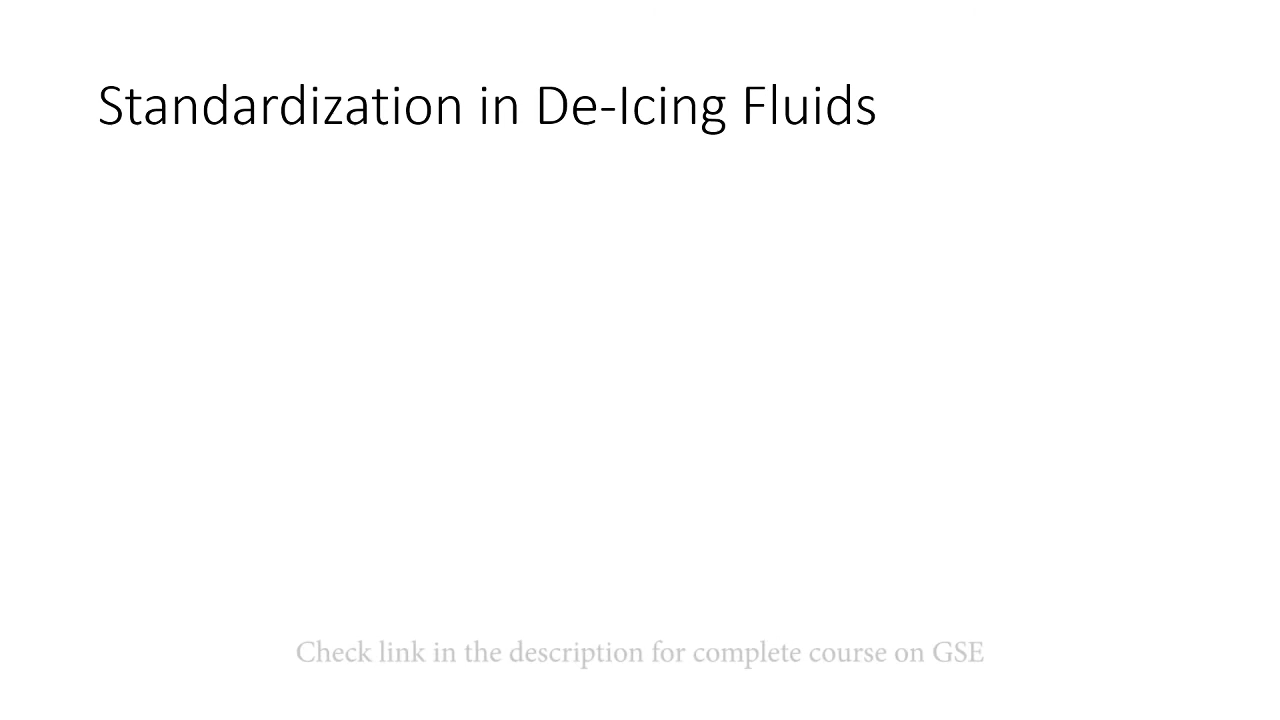 Standardization in De-Icing Fluids
Check link in the description for complete course on GSE